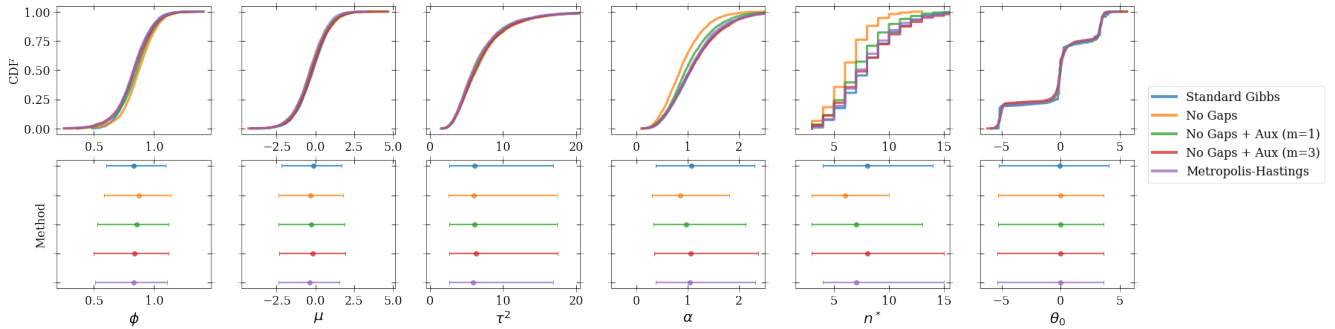 CDF
1.00
0.75
0.50
0.25
0.00
0.5 1.0
−2.5 0.0 2.5 5.0
0 10 20
0 1 2
5 10 15
−5 0 5
Standard Gibbs
No Gaps
No Gaps + Aux (m=1)
No Gaps + Aux (m=3)
Metropolis-Hastings
Method
0.5 1.0
−2.5 0.0 2.5 5.0
0 10 20
0 1 2
5 10 15
−5 0 5
ϕ μ τ² α n* θ₀